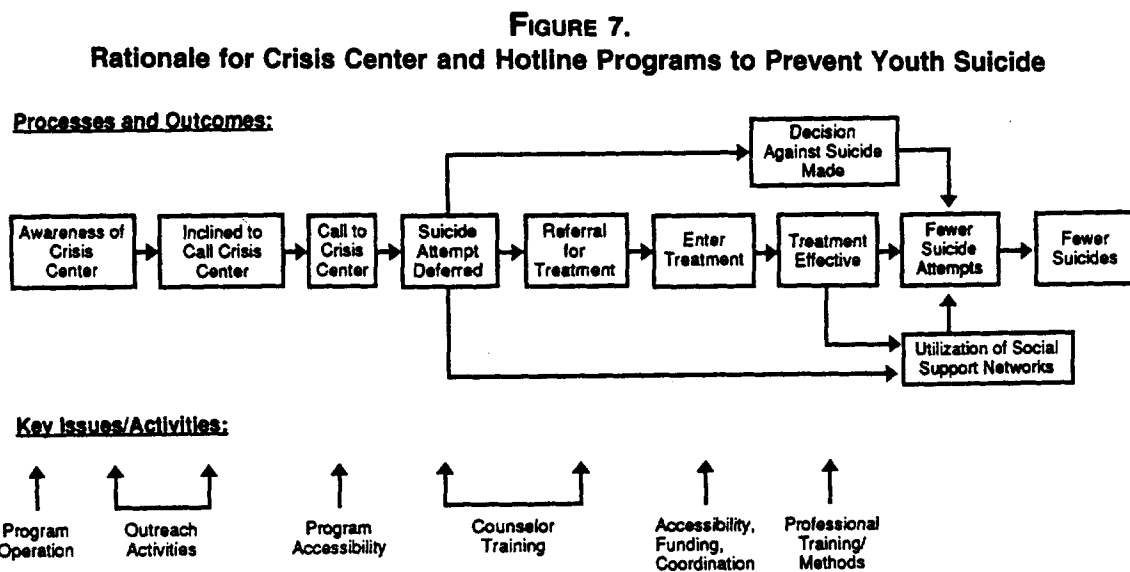 FIGURE 7.
Rationale for Crisis Center and Hotline Programs to Prevent Youth Suicide
Processes and Outcomes:
Decision
Against Suicide
Made
Awareness of
Crisis
Center
Inclined to
Call Crisis
Center
Call to
Crisis
Center
Suicide
Attempt
Deferred
Referral
for
Treatment
Enter
Treatment
Treatment
Effective
Fewer
Suicide
Attempts
Fewer
Suicides
Utilization of Social
Support Networks
Key Issues/Activities:
Program
Operation
Outreach
Activities
Program
Accessibility
Counselor
Training
Accessibility,
Funding,
Coordination
Professional
Training/
Methods